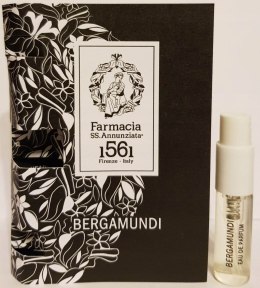 Farmacia
SS. Annunziata®
1561
Firenze - Italy
BERGAMUNDI
BERGAMUNDI
EAU DE PARFUM